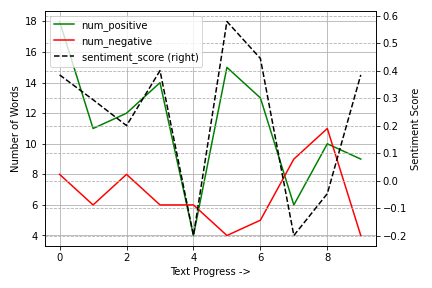 num_positive
num_negative
sentiment_score (right)
18
16
14
12
10
8
6
4
0.6
0.5
0.4
0.3
0.2
0.1
0.0
−0.1
−0.2
0 2 4 6 8
Number of Words
Sentiment Score
Text Progress ->